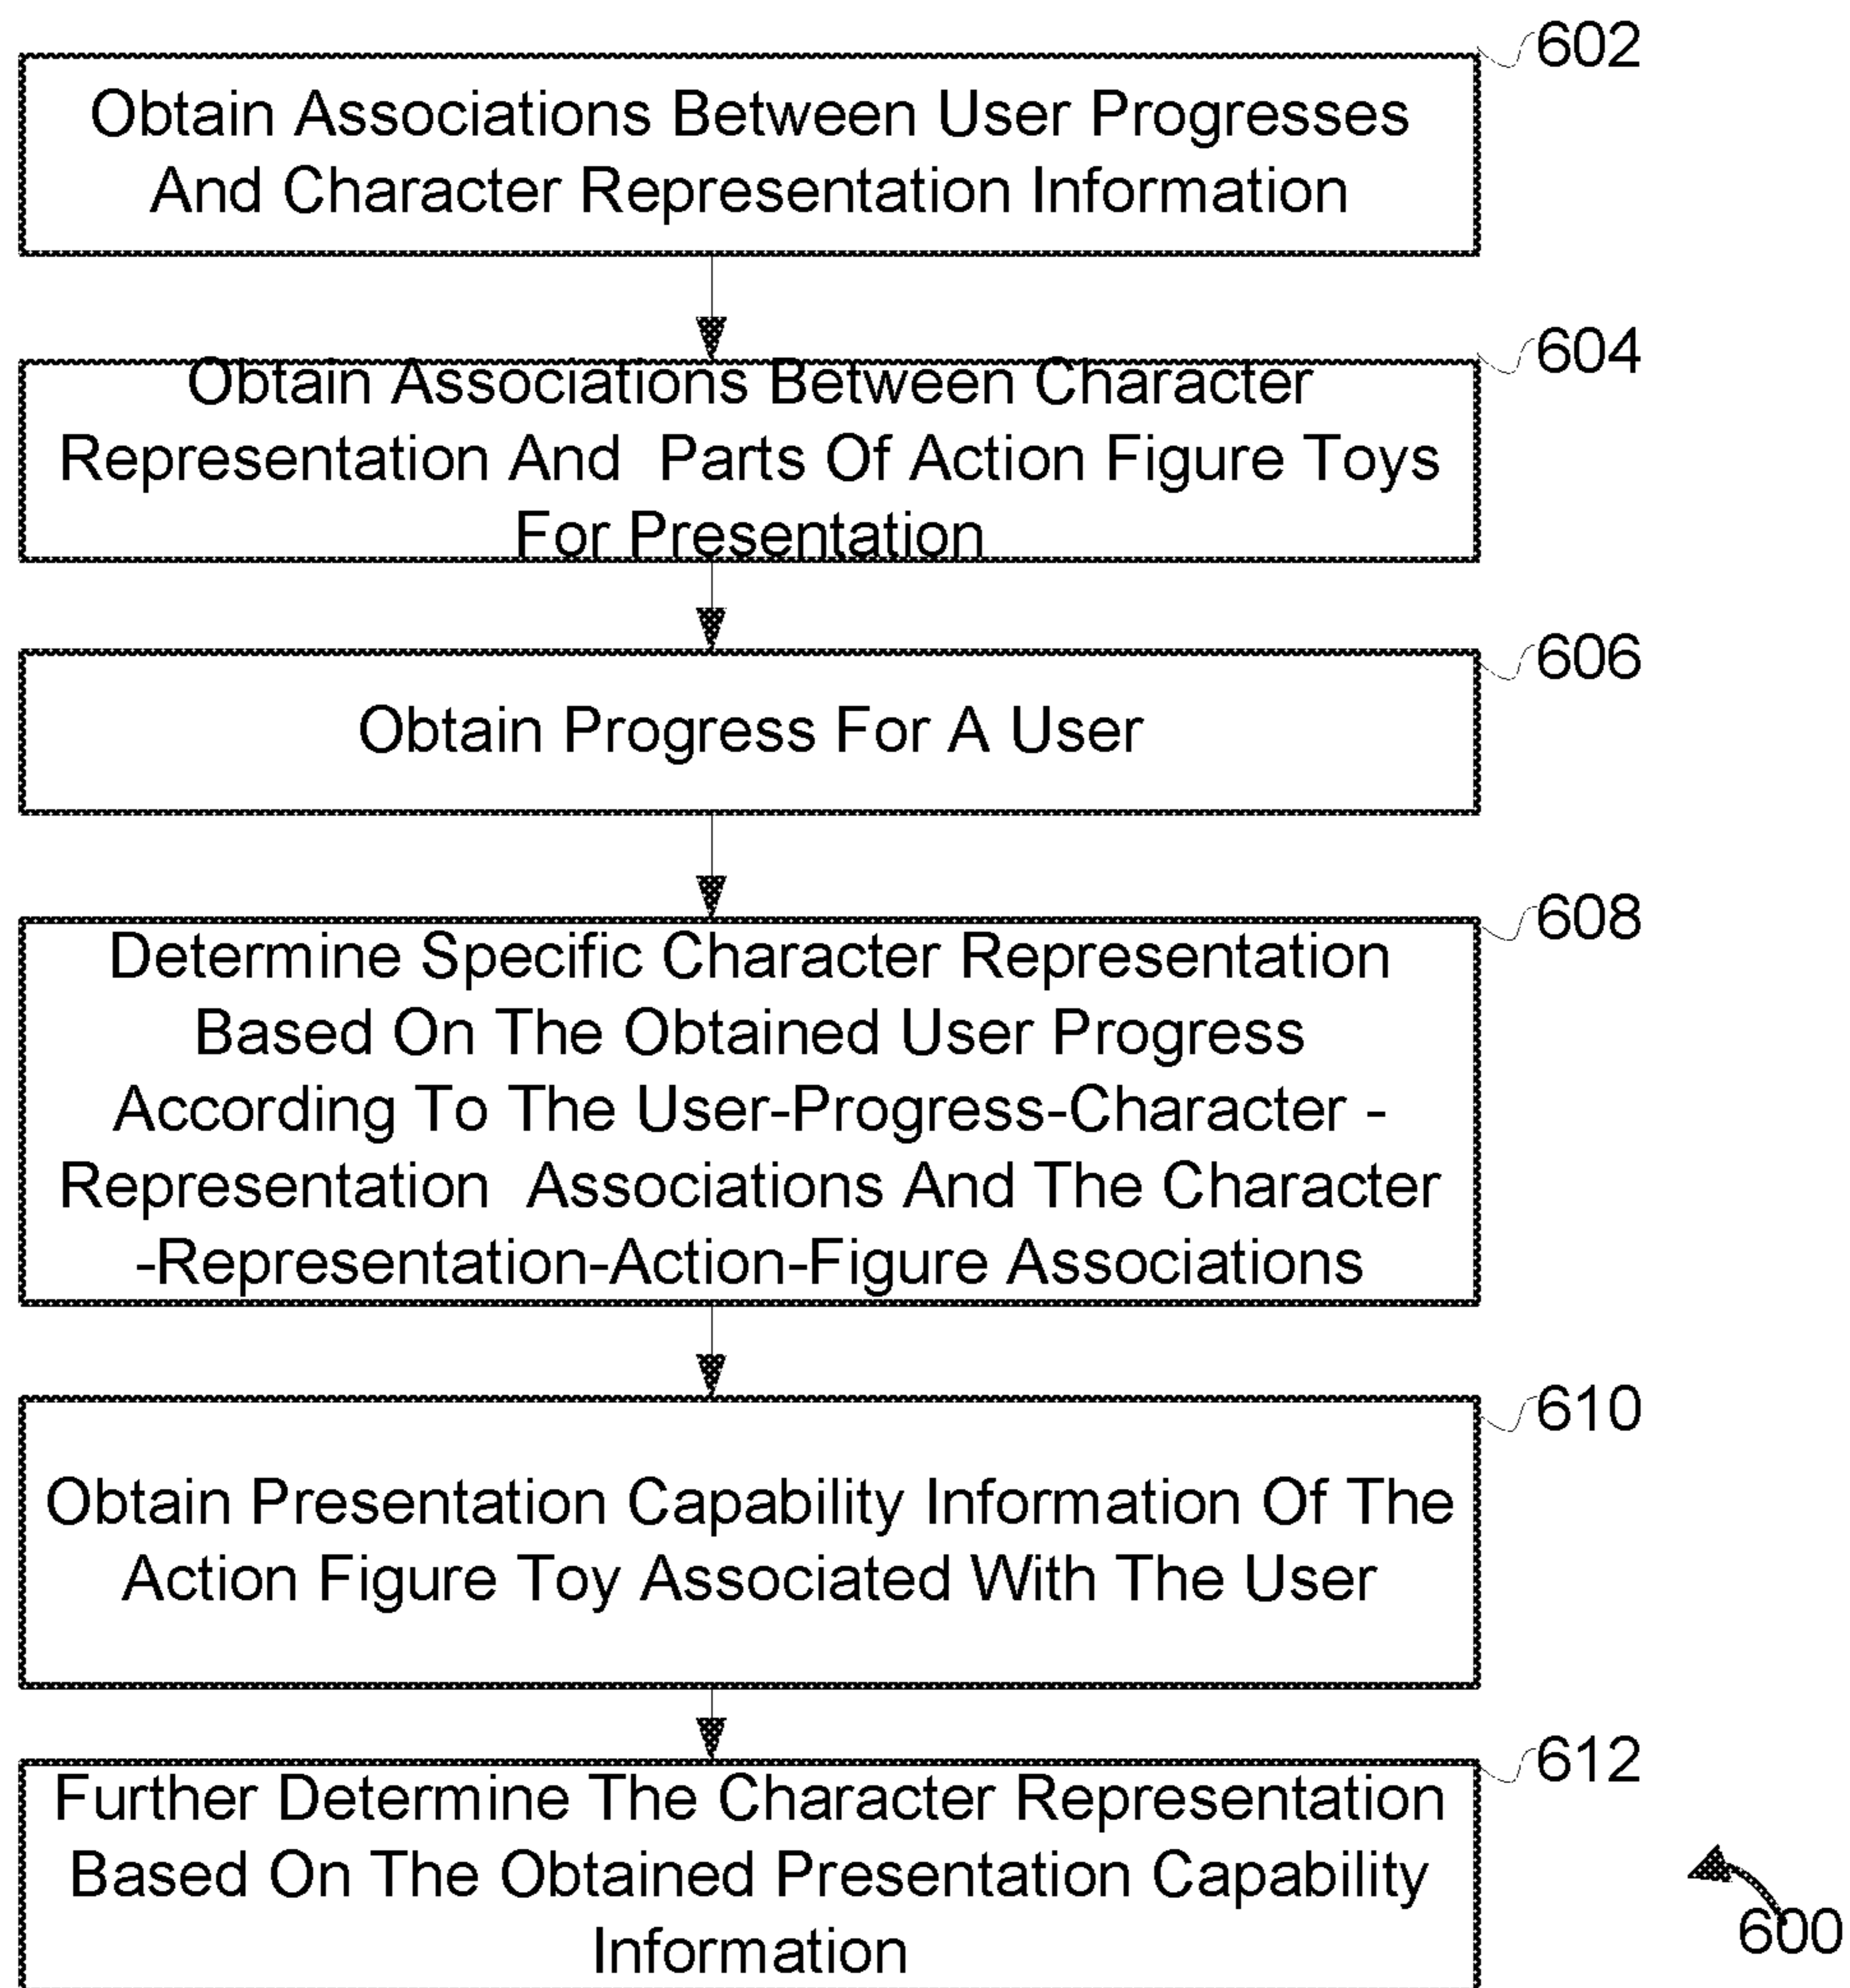 602
Obtain Associations Between User Progresses
And Character Representation Information
604
Obtain Associations Between Character
Representation And Parts Of Action Figure Toys
For Presentation
606
Obtain Progress For A User
608
Determine Specific Character Representation
Based On The Obtained User Progress
According To The User-Progress-Character -
Representation Associations And The Character
-Representation-Action-Figure Associations
610
Obtain Presentation Capability Information Of The
Action Figure Toy Associated With The User
612
Further Determine The Character Representation
Based On The Obtained Presentation Capability
Information
600